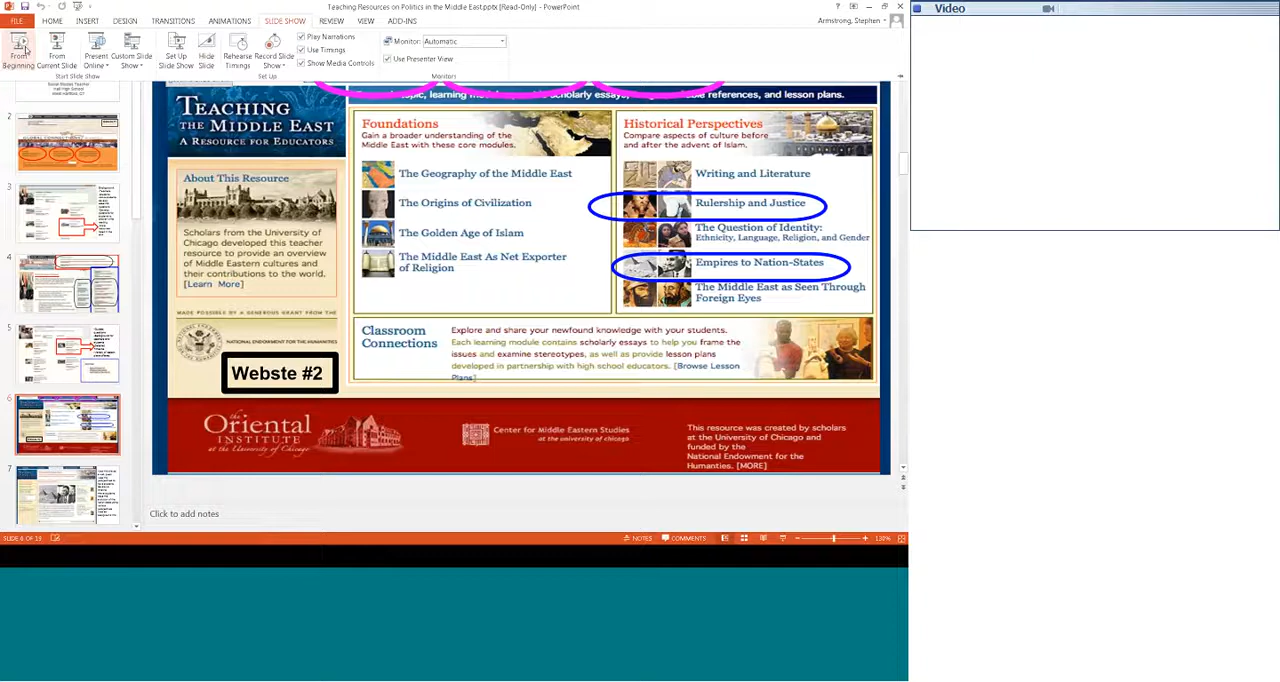 Teaching Resources on Politics in the Middle East.pptx [Read-Only] - PowerPoint
FILE HOME INSERT DESIGN TRANSITIONS ANIMATIONS SLIDE SHOW REVIEW VIEW ADD-INS
Armstrong, Stephen
From Beginning
From Current Slide
Present Online
Custom Slide Show
Set Up Slide Show
Hide Slide
Rehearse Timings
Record Slide Show
Play Narrations
Use Timings
Show Media Controls
Monitor: Automatic
Use Presenter View
Start Slide Show
Set Up
Monitors
Video
2
3
4
5
6
7
TEACHING
THE MIDDLE EAST
A RESOURCE FOR EDUCATORS
references, and lesson plans.
About This Resource
Scholars from the University of
Chicago developed this teacher
resource to provide an overview
of Middle Eastern cultures and
their contributions to the world.
[Learn More]
MADE POSSIBLE BY A GENEROUS GRANT FROM THE
NATIONAL ENDOWMENT FOR THE HUMANITIES
Webste #2
Foundations
Gain a broader understanding of the
Middle East with these core modules.
The Geography of the Middle East
The Origins of Civilization
The Golden Age of Islam
The Middle East As Net Exporter
of Religion
Historical Perspectives
Compare aspects of culture before
and after the advent of Islam.
Writing and Literature
Rulership and Justice
The Question of Identity:
Ethnicity, Language, Religion, and Gender
Empires to Nation-States
The Middle East as Seen Through
Foreign Eyes
Classroom
Connections
Explore and share your newfound knowledge with your students.
Each learning module contains scholarly essays to help you frame the
issues and examine stereotypes, as well as provide lesson plans
developed in partnership with high school educators. [Browse Lesson
Plans]
the
ORIENTAL
INSTITUTE
at the University of Chicago
Center for Middle Eastern Studies
at the university of chicago
This resource was created by scholars
at the University of Chicago and
funded by the
National Endowment for the
Humanities. [MORE]
Click to add notes
SLIDE 6 OF 19
NOTES
COMMENTS
130%